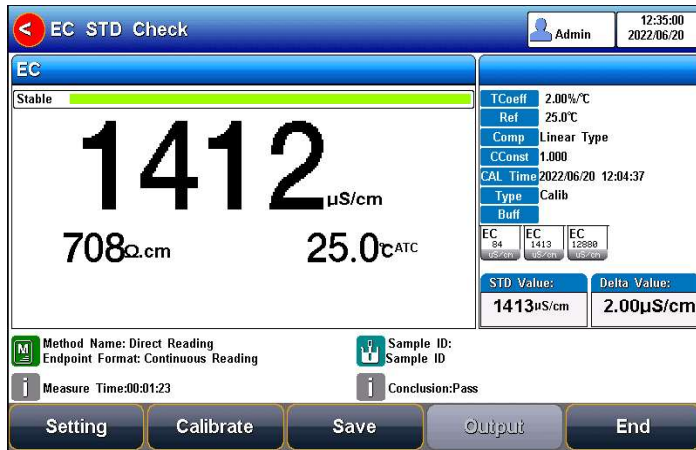 < EC STD Check
Admin
12:35:00
2022/06/20
EC
Stable
1412 µS/cm
708Ω.cm
25.0℃ ATC
TCoeff 2.00%/℃
Ref 25.0℃
Comp Linear Type
CConst 1.000
CAL Time 2022/06/20 12:04:37
Type Calib
Buff
EC 84 uS/cm
EC 1413 uS/cm
EC 12880 uS/cm
STD Value:
1413µS/cm
Delta Value:
2.00µS/cm
M
Method Name: Direct Reading
Endpoint Format: Continuous Reading
Sample ID:
Sample ID
i Measure Time:00:01:23
i Conclusion:Pass
Setting
Calibrate
Save
Output
End